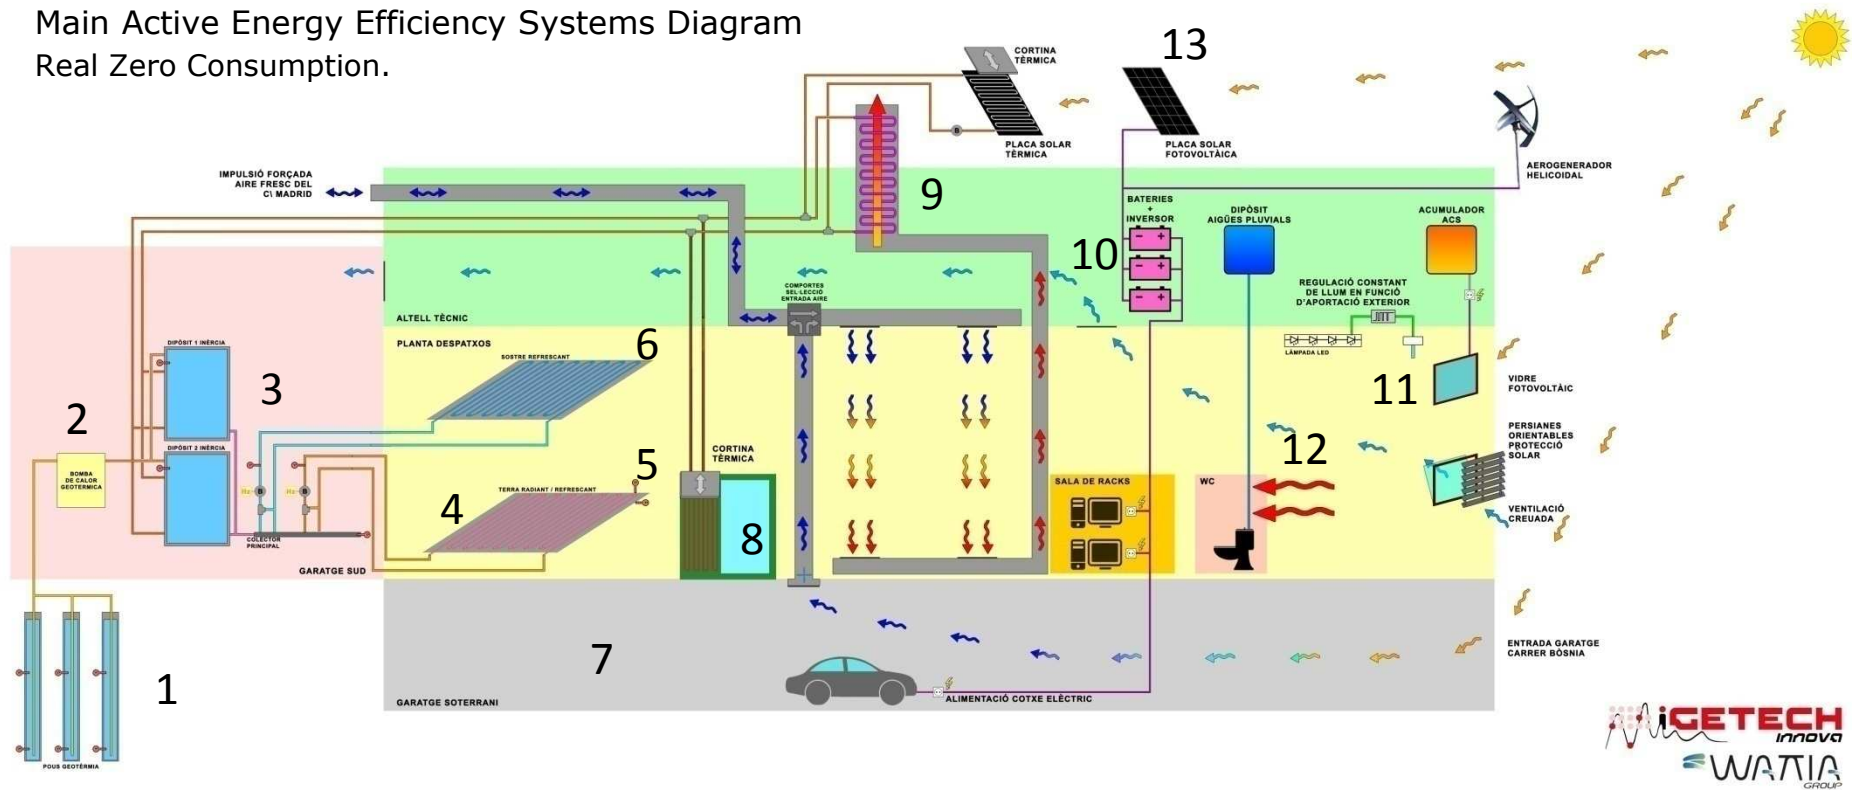 Main Active Energy Efficiency Systems Diagram
Real Zero Consumption.
13
CORTINA
TÈRMICA
PLACA SOLAR
TÈRMICA
B
PLACA SOLAR
FOTOVOLTÀICA
AEROGENERADOR
HELICOIDAL
IMPULSIÓ FORÇADA
AIRE FRESC DEL
C\ MADRID
9
BATERIES
+
INVERSOR
DIPÒSIT
AIGÜES PLUVIALS
ACUMULADOR
ACS
10
COMPORTES
SEL·LECCIÓ
ENTRADA AIRE
REGULACIÓ CONSTANT
DE LLUM EN FUNCIÓ
D'APORTACIÓ EXTERIOR
LÀMPADA LED
ALTELL TÈCNIC
PLANTA DESPATXOS
6
SOSTRE REFRESCANT
DIPÒSIT 1 INÈRCIA
3
2
DIPÒSIT 2 INÈRCIA
BOMBA
DE CALOR
GEOTERMICA
11
VIDRE
FOTOVOLTÀIC
PERSIANES
ORIENTABLES
PROTECCIÓ
SOLAR
12
CORTINA
TÈRMICA
5
SALA DE RACKS
WC
TERRA RADIANT / REFRESCANT
4
Hz
B
Hz
B
8
VENTILACIÓ
CREUADA
COLECTOR
PRINCIPAL
GARATGE SUD
7
1
ENTRADA GARATGE
CARRER BÒSNIA
GARATGE SOTERRANI
ALIMENTACIÓ COTXE ELÈCTRIC
POUS GEOTÈRMIA
iGETECH
innova
WATTIA
GROUP